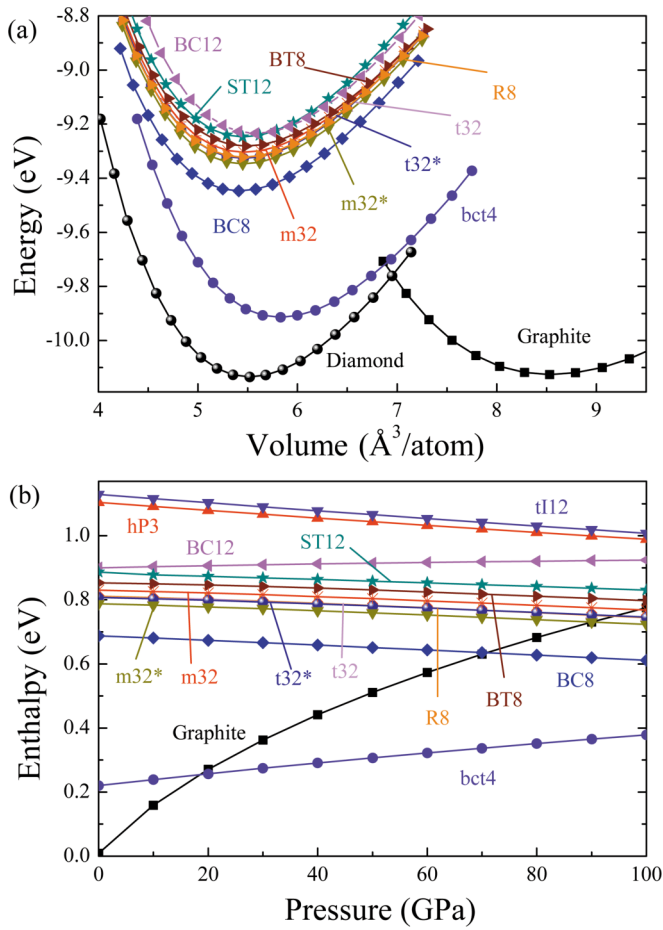 (a)
BC12
ST12
BT8
R8
t32
t32*
m32*
m32
BC8
bct4
Diamond
Graphite
Energy (eV)
-8.8
-9.0
-9.2
-9.4
-9.6
-9.8
-10.0
4 5 6 7 8 9
Volume (Å³/atom)
(b)
hP3
tI12
BC12
ST12
m32*
m32
t32*
t32
R8
BT8
BC8
Graphite
bct4
Enthalpy (eV)
1.0
0.8
0.6
0.4
0.2
0.0
0 20 40 60 80 100
Pressure (GPa)